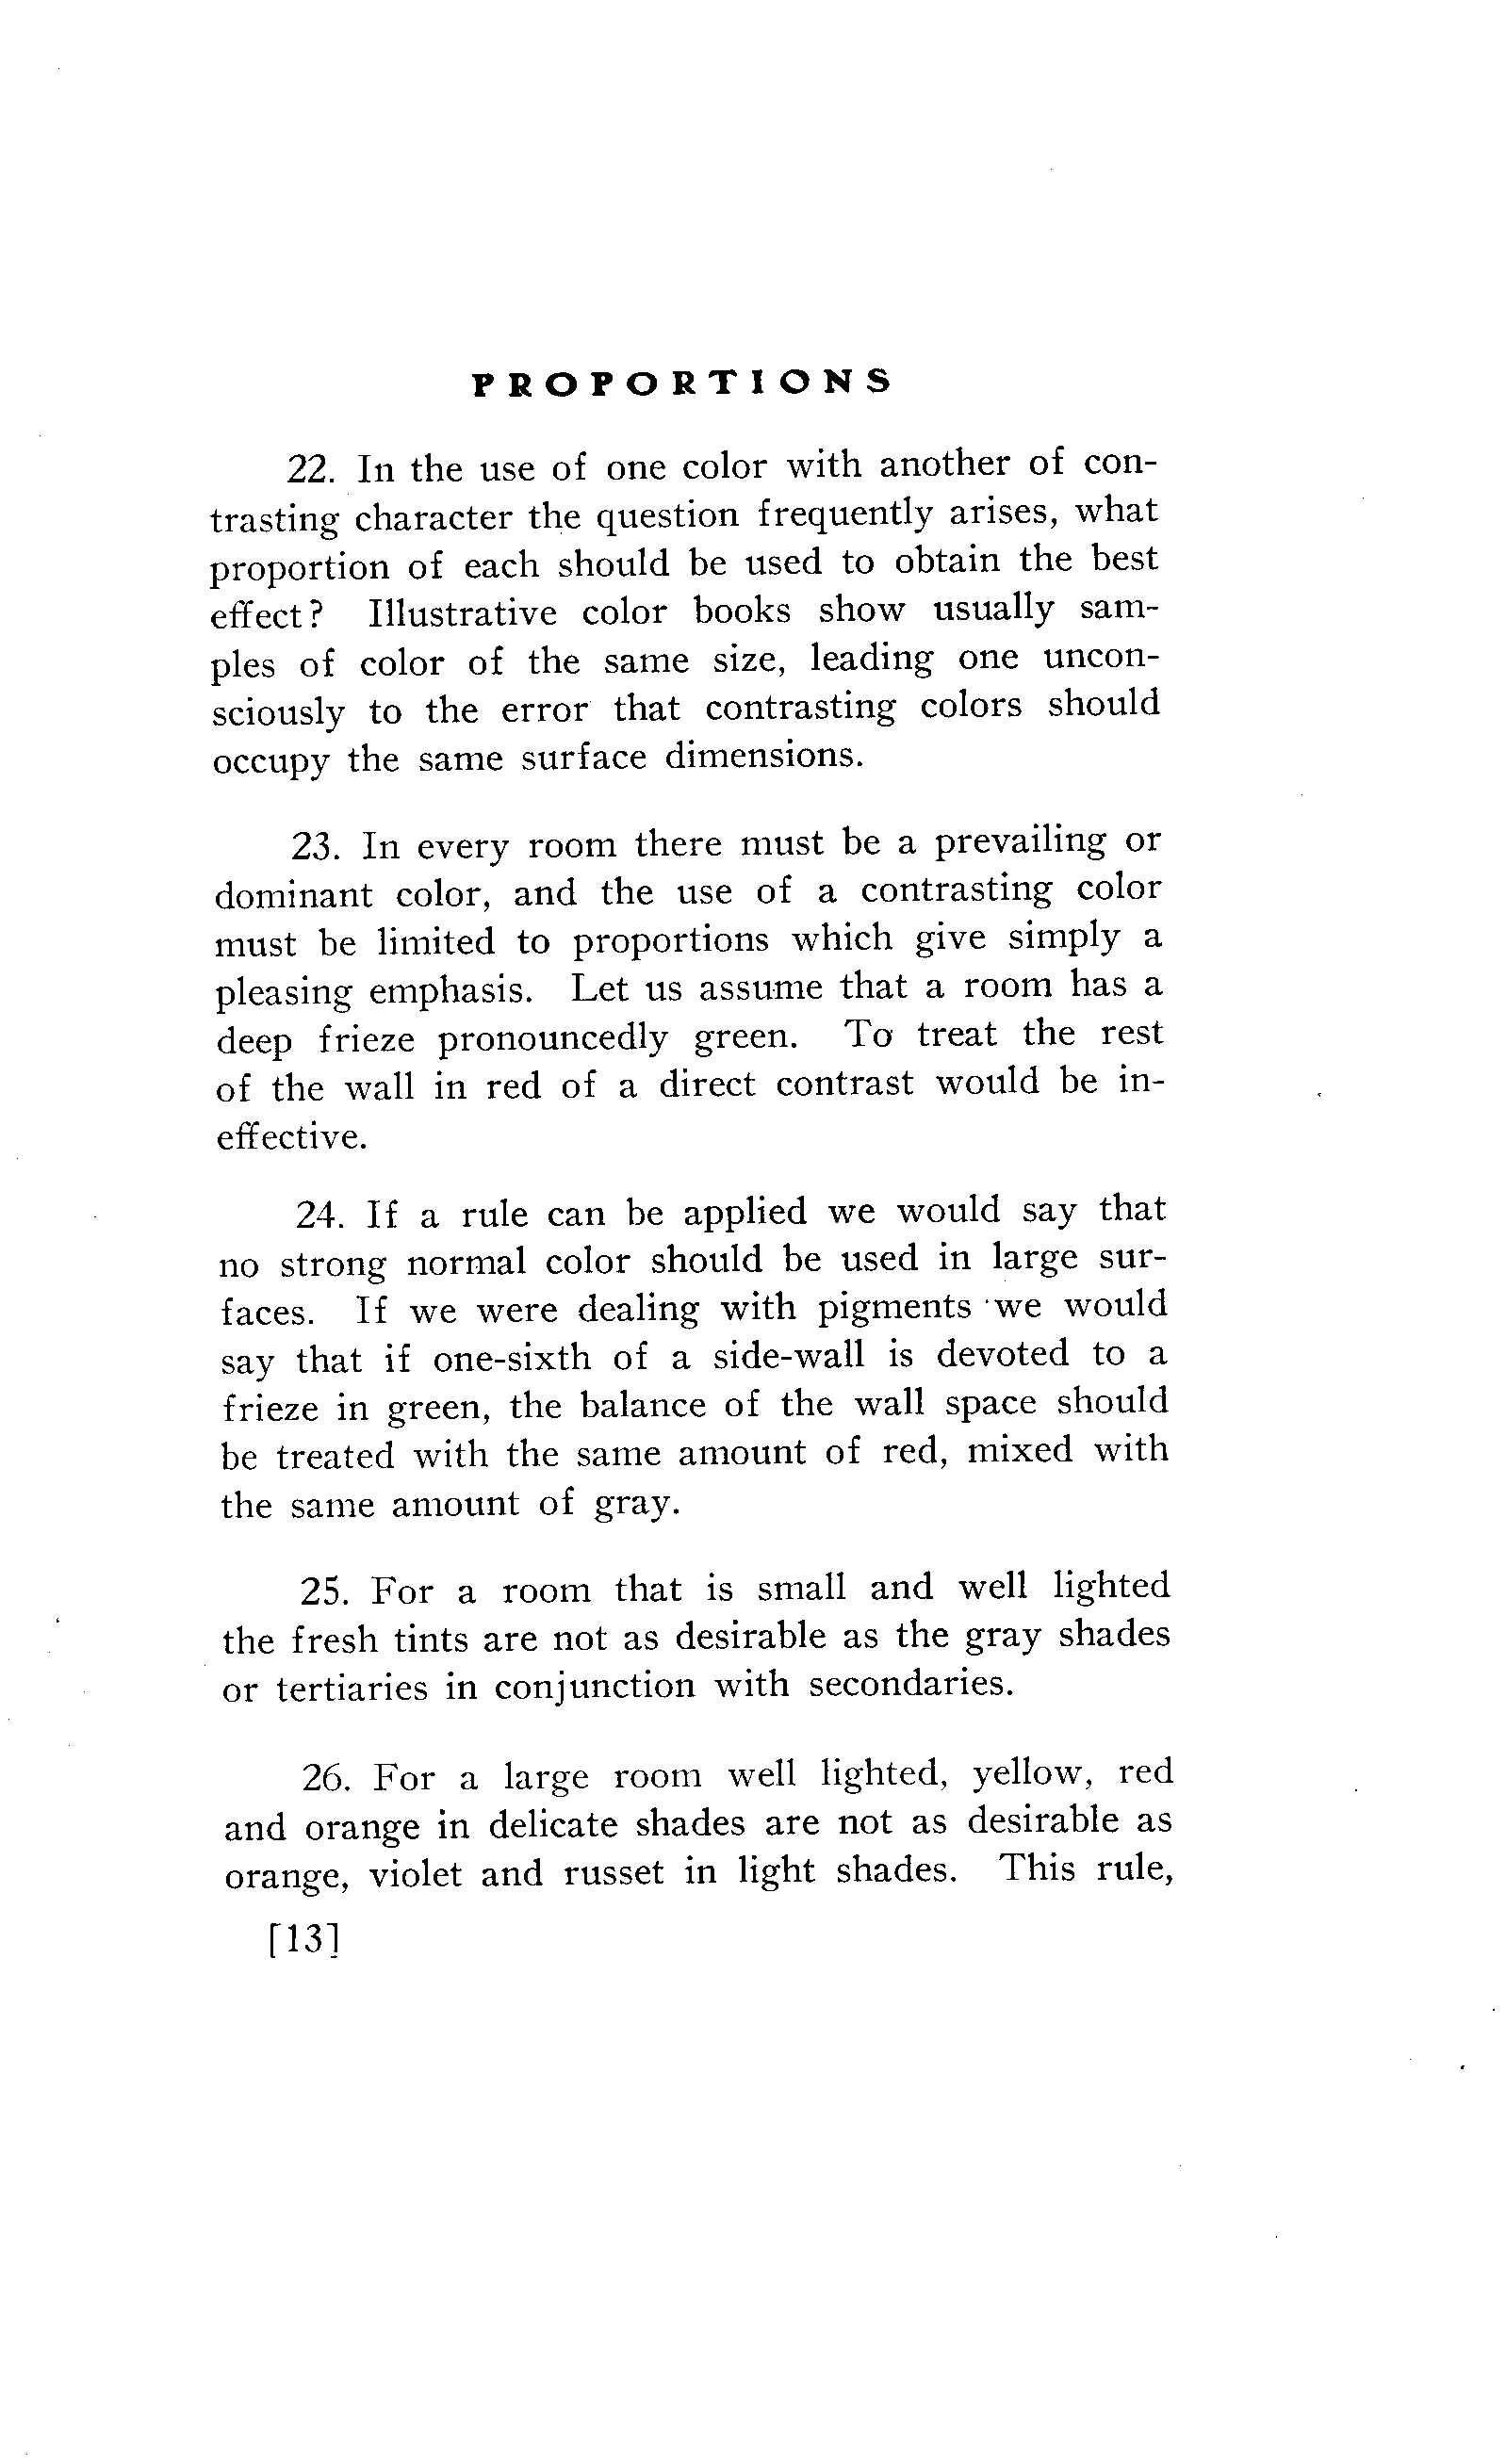 PROPORTIONS
22. In the use of one color with another of con-
trasting character the question frequently arises, what
proportion of each should be used to obtain the best
effect? Illustrative color books show usually sam-
ples of color of the same size, leading one uncon-
sciously to the error that contrasting colors should
occupy the same surface dimensions.
23. In every room there must be a prevailing or
dominant color, and the use of a contrasting color
must be limited to proportions which give simply a
pleasing emphasis. Let us assume that a room has a
deep frieze pronouncedly green. To treat the rest
of the wall in red of a direct contrast would be in-
effective.
24. If a rule can be applied we would say that
no strong normal color should be used in large sur-
faces. If we were dealing with pigments we would
say that if one-sixth of a side-wall is devoted to a
frieze in green, the balance of the wall space should
be treated with the same amount of red, mixed with
the same amount of gray.
25. For a room that is small and well lighted
the fresh tints are not as desirable as the gray shades
or tertiaries in conjunction with secondaries.
26. For a large room well lighted, yellow, red
and orange in delicate shades are not as desirable as
orange, violet and russet in light shades. This rule,
[13]